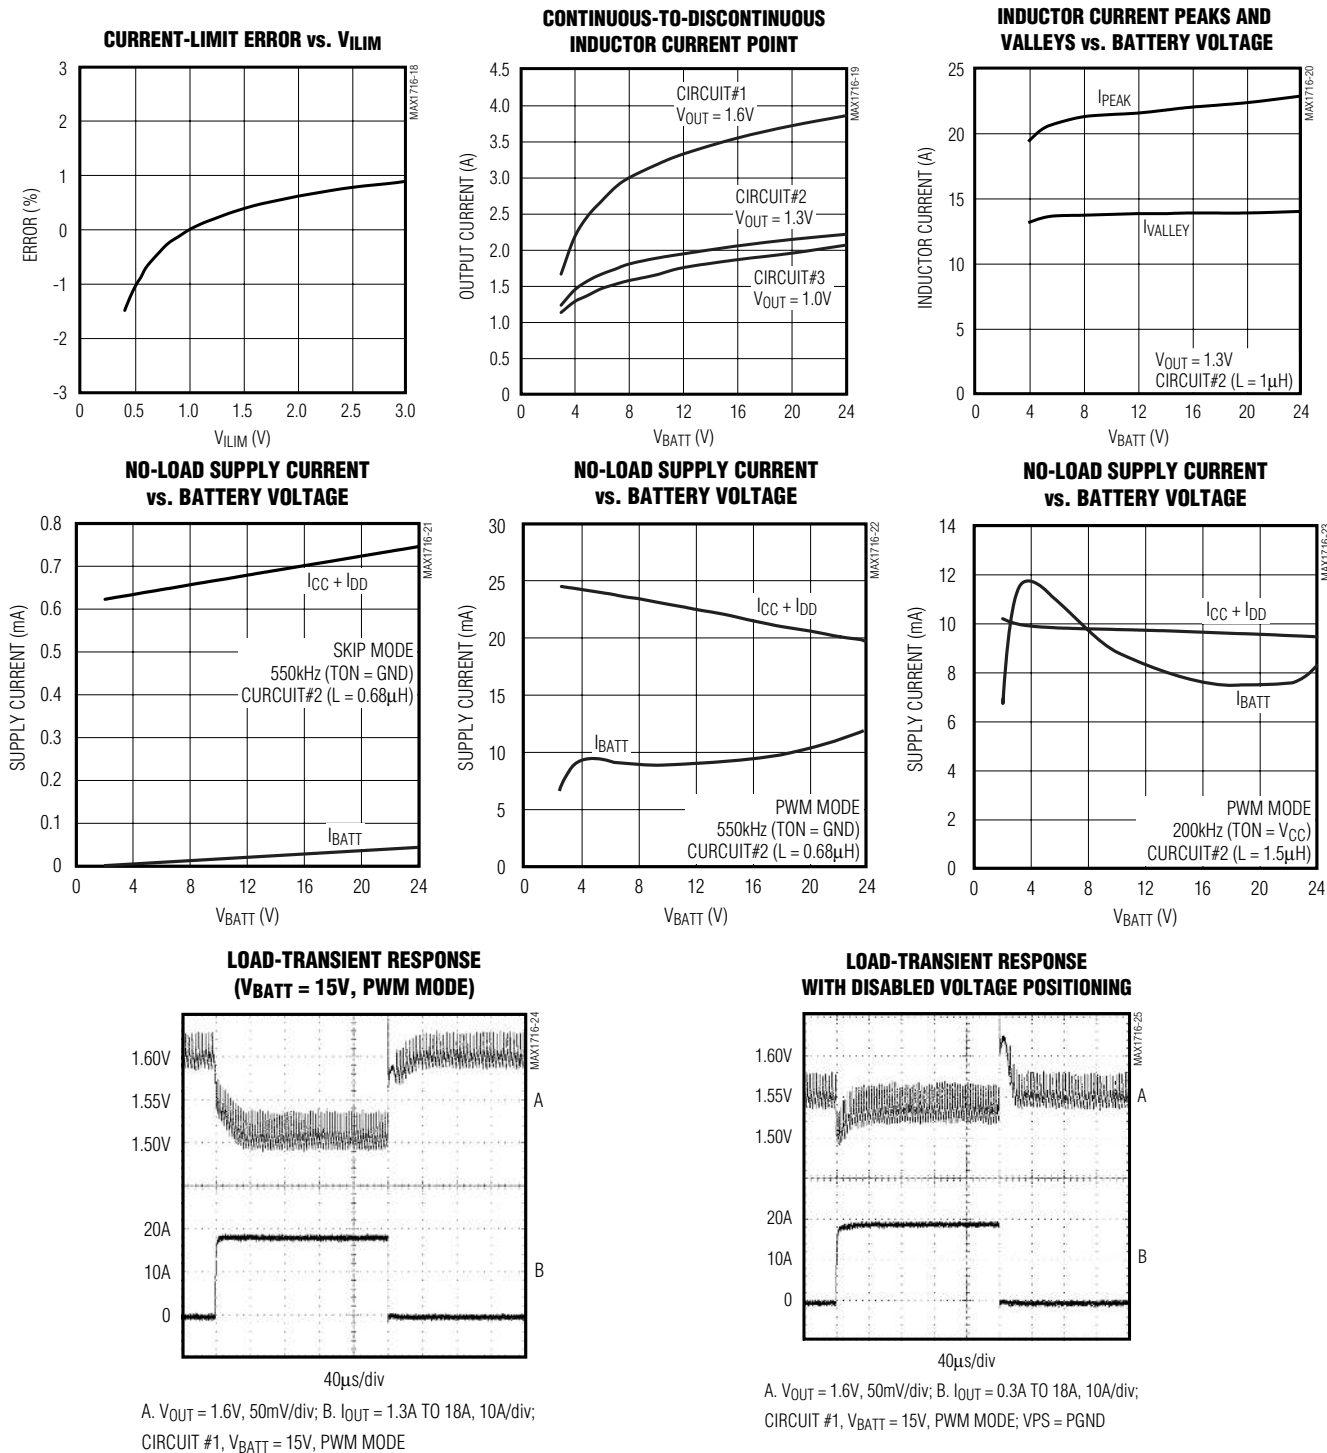 CURRENT-LIMIT ERROR vs. VILIM
MAX1716-18
ERROR (%)
3
2
1
0
-1
-2
-3
0 0.5 1.0 1.5 2.0 2.5 3.0
VILIM (V)
CONTINUOUS-TO-DISCONTINUOUS
INDUCTOR CURRENT POINT
MAX1716-19
OUTPUT CURRENT (A)
4.5
4.0
3.5
3.0
2.5
2.0
1.5
1.0
0.5
0
CIRCUIT#1
VOUT = 1.6V
CIRCUIT#2
VOUT = 1.3V
CIRCUIT#3
VOUT = 1.0V
0 4 8 12 16 20 24
VBATT (V)
INDUCTOR CURRENT PEAKS AND
VALLEYS vs. BATTERY VOLTAGE
MAX1716-20
INDUCTOR CURRENT (A)
25
20
15
10
5
0
IPEAK
IVALLEY
VOUT = 1.3V
CIRCUIT#2 (L = 1µH)
0 4 8 12 16 20 24
VBATT (V)
NO-LOAD SUPPLY CURRENT
vs. BATTERY VOLTAGE
MAX1716-21
SUPPLY CURRENT (mA)
0.8
0.7
0.6
0.5
0.4
0.3
0.2
0.1
0
ICC + IDD
SKIP MODE
550kHz (TON = GND)
CURCUIT#2 (L = 0.68µH)
IBATT
0 4 8 12 16 20 24
VBATT (V)
NO-LOAD SUPPLY CURRENT
vs. BATTERY VOLTAGE
MAX1716-22
SUPPLY CURRENT (mA)
30
25
20
15
10
5
0
ICC + IDD
IBATT
PWM MODE
550kHz (TON = GND)
CURCUIT#2 (L = 0.68µH)
0 4 8 12 16 20 24
VBATT (V)
NO-LOAD SUPPLY CURRENT
vs. BATTERY VOLTAGE
MAX1716-23
SUPPLY CURRENT (mA)
14
12
10
8
6
4
2
0
ICC + IDD
IBATT
PWM MODE
200kHz (TON = VCC)
CURCUIT#2 (L = 1.5µH)
0 4 8 12 16 20 24
VBATT (V)
LOAD-TRANSIENT RESPONSE
(VBATT = 15V, PWM MODE)
MAX1716-24
1.60V
1.55V
A
1.50V
20A
10A
B
0
40µs/div
A. VOUT = 1.6V, 50mV/div; B. IOUT = 1.3A TO 18A, 10A/div;
CIRCUIT #1, VBATT = 15V, PWM MODE
LOAD-TRANSIENT RESPONSE
WITH DISABLED VOLTAGE POSITIONING
MAX1716-25
1.60V
1.55V
A
1.50V
20A
10A
B
0
40µs/div
A. VOUT = 1.6V, 50mV/div; B. IOUT = 0.3A TO 18A, 10A/div;
CIRCUIT #1, VBATT = 15V, PWM MODE; VPS = PGND